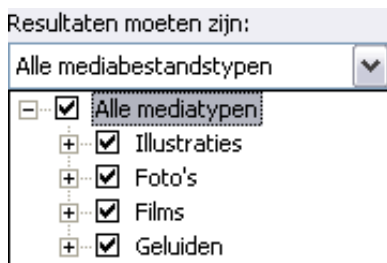 Resultaten moeten zijn:
Alle mediabestandstypen
Alle mediatypen
Illustraties
Foto's
Films
Geluiden